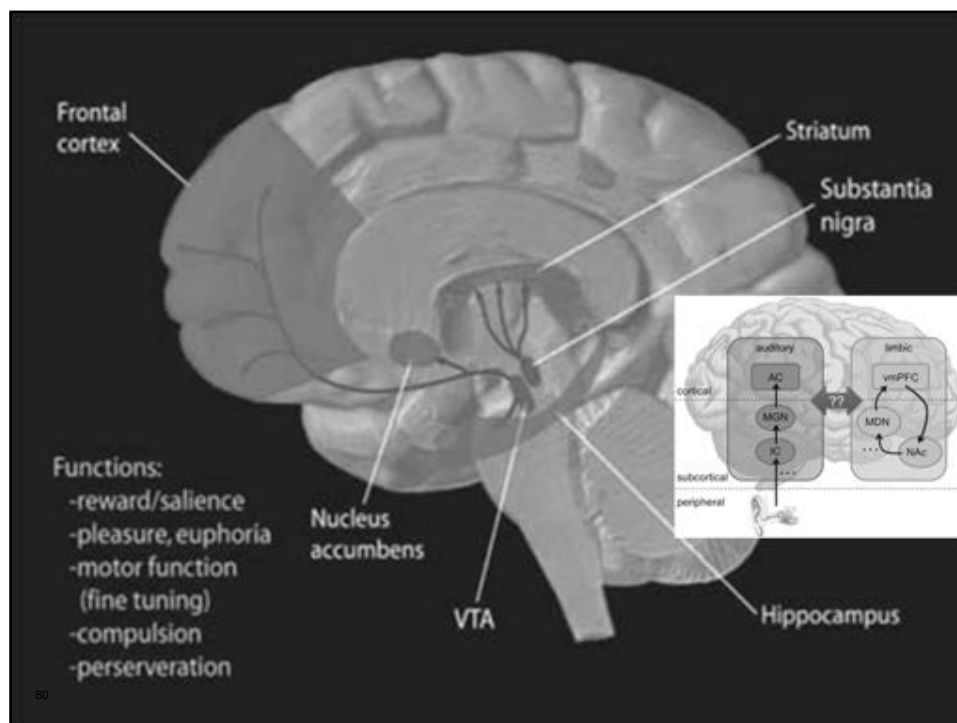 Frontal
cortex
Striatum
Substantia
nigra
auditory
limbic
AC
vmPFC
cortical
??
MGN
MDN
IC
NAc
...
...
subcortical
peripheral
Functions:
-reward/salience
-pleasure, euphoria
-motor function
(fine tuning)
-compulsion
-perserveration
Nucleus
accumbens
VTA
Hippocampus
80